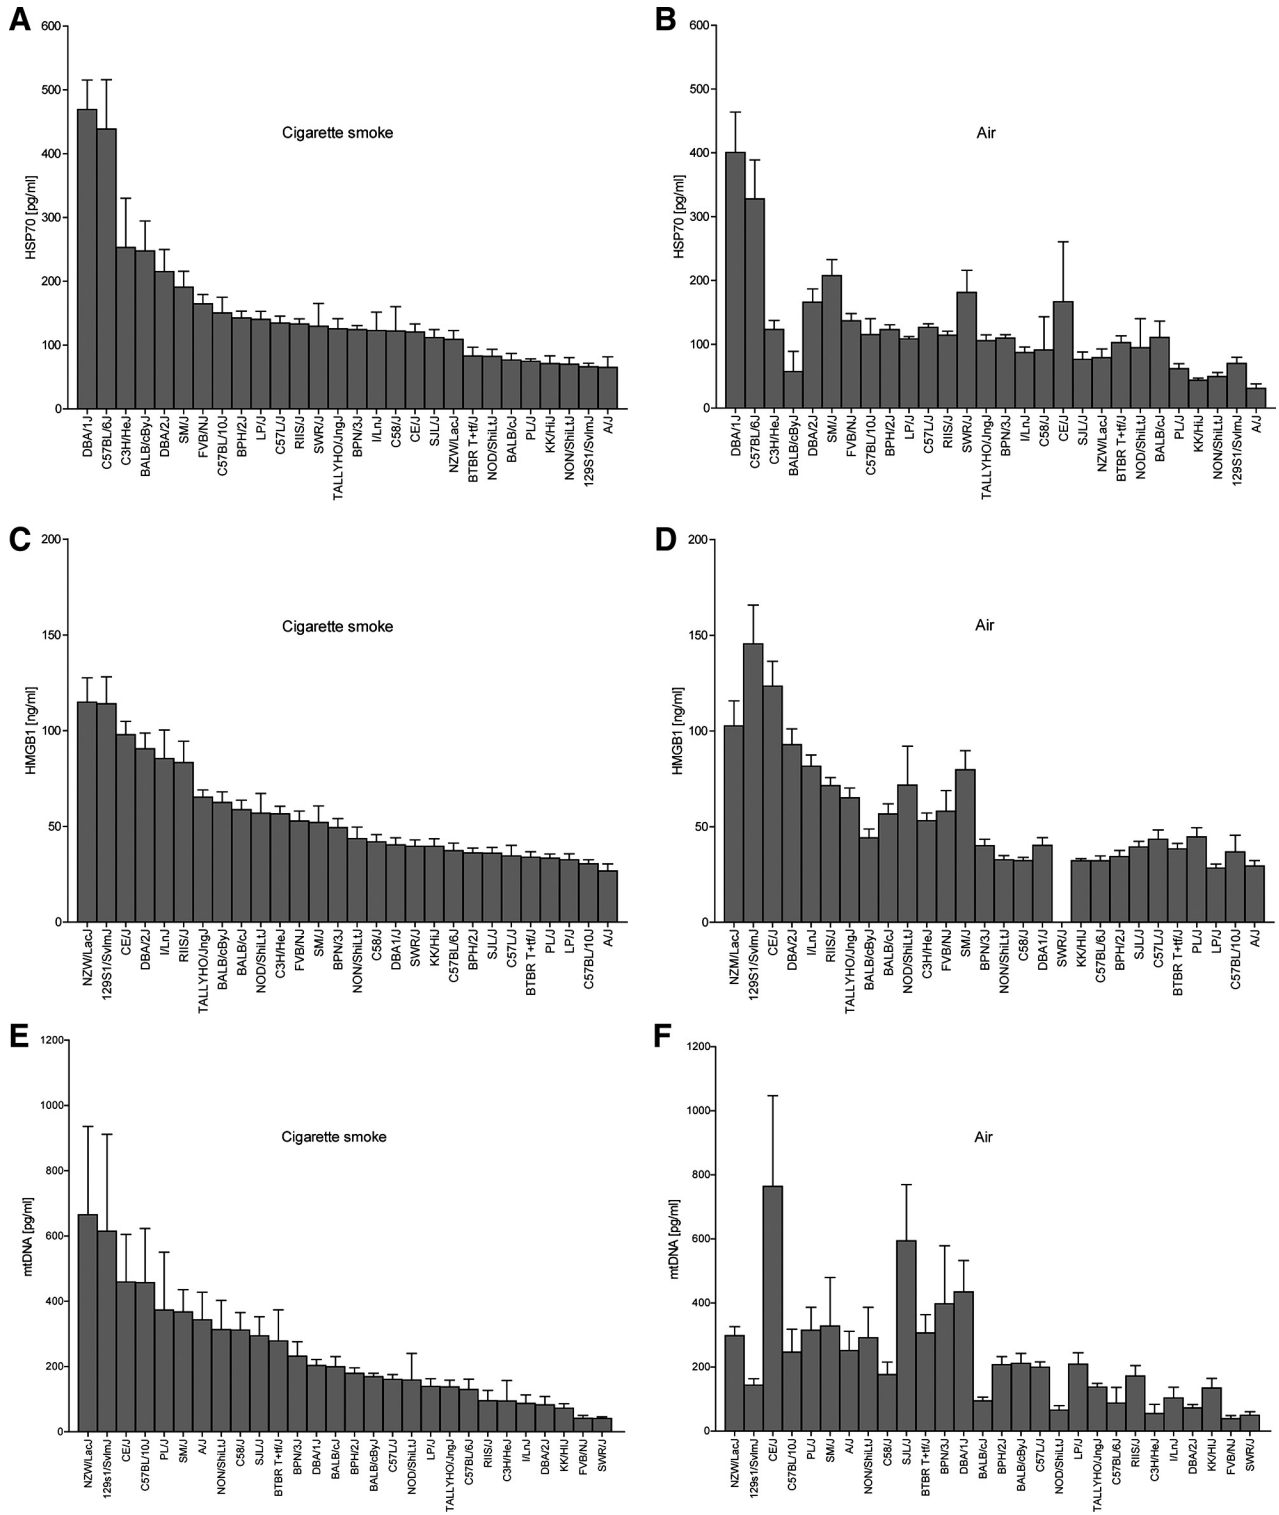 A
600
500
400
300
200
100
0
HSP70 [pg/ml]
Cigarette smoke
DBA/1J
C57BL/6J
C3H/HeJ
BALB/cByJ
DBA/2J
SM/J
FVB/NJ
C57BL/10J
BPH/2J
LP/J
C57L/J
RIIS/J
SWR/J
TALLYHO/JngJ
BPN/3J
I/LnJ
C58/J
CE/J
SJL/J
NZW/LacJ
BTBR T+tf/J
NOD/ShiLtJ
BALB/cJ
PL/J
KK/HiJ
NON/ShiLtJ
129S1/SvImJ
A/J
B
600
500
400
300
200
100
0
HSP70 [pg/ml]
Air
DBA/1J
C57BL/6J
C3H/HeJ
BALB/cByJ
DBA/2J
SM/J
FVB/NJ
C57BL/10J
BPH/2J
LP/J
C57L/J
RIIS/J
SWR/J
TALLYHO/JngJ
BPN/3J
I/LnJ
C58/J
CE/J
SJL/J
NZW/LacJ
BTBR T+tf/J
NOD/ShiLtJ
BALB/cJ
PL/J
KK/HiJ
NON/ShiLtJ
129S1/SvImJ
A/J
C
200
150
100
50
0
HMGB1 [ng/ml]
Cigarette smoke
NZW/LacJ
129S1/SvImJ
CE/J
DBA/2J
I/LnJ
RIIS/J
TALLYHO/JngJ
BALB/cByJ
BALB/cJ
NOD/ShiLtJ
C3H/HeJ
FVB/NJ
SM/J
BPN/3J
NON/ShiLtJ
C58/J
DBA1/J
SWR/J
KK/HiJ
C57BL/6J
BPH/2J
SJL/J
C57L/J
BTBR T+tf/J
PL/J
LP/J
C57BL/10J
A/J
D
200
150
100
50
0
HMGB1 [ng/ml]
Air
NZM/LacJ
129S1/SvImJ
CE/J
DBA/2J
I/LnJ
RIIS/J
TALLYHO/JngJ
BALB/cByJ
BALB/cJ
NOD/ShiLtJ
C3H/HeJ
FVB/NJ
SM/J
BPN/3J
NON/ShiLtJ
C58/J
DBA1/J
SWR/J
KK/HIJ
C57BL/6J
BPH/2J
SJL/J
C57L/J
BTBR T+tf/J
PL/J
LP/J
C57BL/10J
A/J
E
1200
1000
800
600
400
200
0
mtDNA [pg/ml]
Cigarette smoke
NZW/LacJ
129s1/SvImJ
CE/J
C57BL/10J
PL/J
SM/J
A/J
NON/ShiLtJ
C58/J
SJL/J
BTBR T+tf/J
BPN/3J
DBA/1J
BALB/cJ
BPH/2J
BALB/cByJ
C57L/J
NOD/ShiLtJ
LP/J
TALLYHO/JngJ
C57BL/6J
RIIS/J
C3H/HeJ
I/LnJ
DBA/2J
KK/HIJ
FVB/NJ
SWR/J
F
1200
1000
800
600
400
200
0
mtDNA [pg/ml]
Air
NZW/LacJ
129s1/SvImJ
CE/J
C57BL/10J
PL/J
SM/J
A/J
NON/ShiLtJ
C58/J
SJL/J
BTBR T+tf/J
BPN/3J
DBA/1J
BALB/cJ
BPH/2J
BALB/cByJ
C57L/J
NOD/ShiLtJ
LP/J
TALLYHO/JngJ
C57BL/6J
RIIS/J
C3H/HeJ
I/LnJ
DBA/2J
KK/HIJ
FVB/NJ
SWR/J